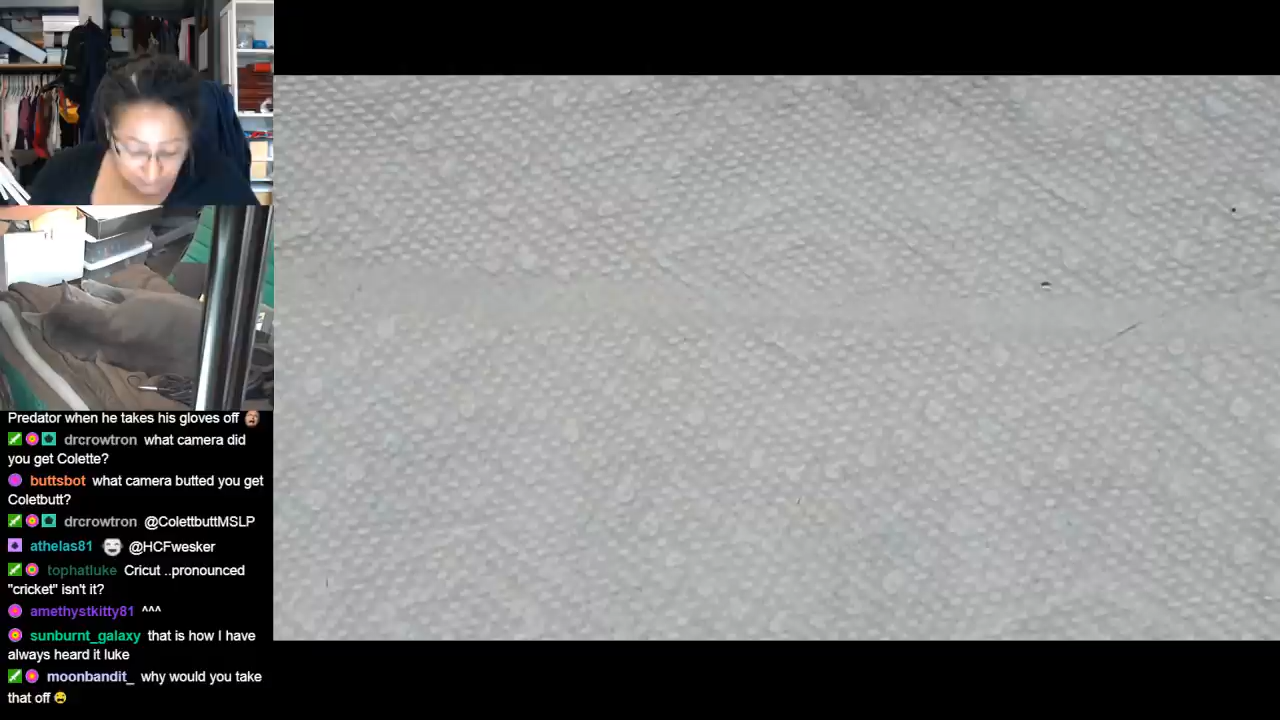 Predator when he takes his gloves off
drcrowtron what camera did
you get Colette?
buttsbot what camera butted you get
Coletbutt?
drcrowtron @ColettbuttMSLP
athelas81 @HCFwesker
tophatluke Cricut ..pronounced
"cricket" isn't it?
amethystkitty81 ^^^
sunburnt_galaxy that is how I have
always heard it luke
moonbandit_ why would you take
that off